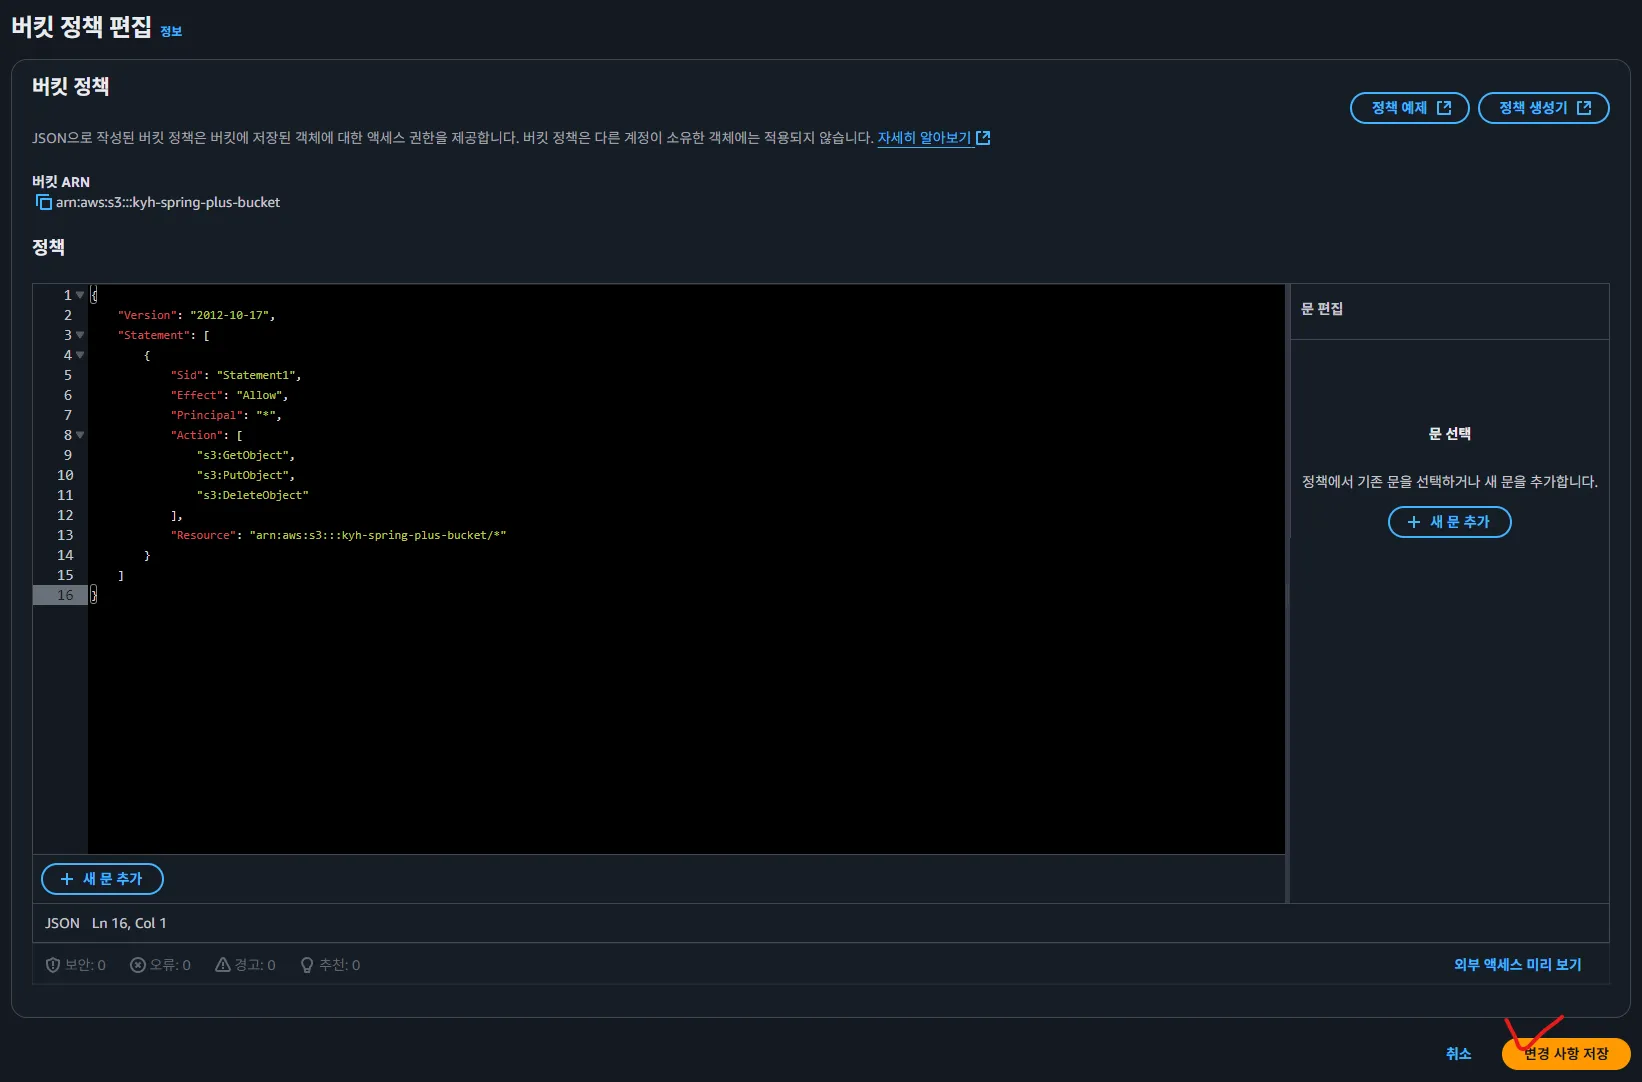 버킷 정책 편집 정보
버킷 정책
정책 예제
정책 생성기
JSON으로 작성된 버킷 정책은 버킷에 저장된 객체에 대한 액세스 권한을 제공합니다. 버킷 정책은 다른 계정이 소유한 객체에는 적용되지 않습니다. 자세히 알아보기
버킷 ARN
arn:aws:s3:::kyh-spring-plus-bucket
정책
1 {
2 "Version": "2012-10-17",
3 "Statement": [
4 {
5 "Sid": "Statement1",
6 "Effect": "Allow",
7 "Principal": "*",
8 "Action": [
9 "s3:GetObject",
10 "s3:PutObject",
11 "s3:DeleteObject"
12 ],
13 "Resource": "arn:aws:s3:::kyh-spring-plus-bucket/*"
14 }
15 ]
16 }
문 편집
문 선택
정책에서 기존 문을 선택하거나 새 문을 추가합니다.
+ 새 문 추가
+ 새 문 추가
JSON Ln 16, Col 1
보안: 0 오류: 0 경고: 0 추천: 0
외부 액세스 미리 보기
취소
변경 사항 저장